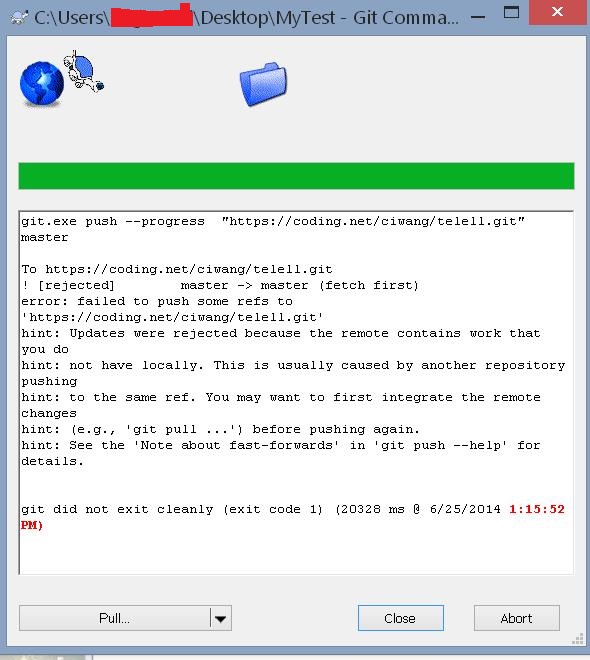 C:\Users\ \Desktop\MyTest - Git Comma...
git.exe push --progress  "https://coding.net/ciwang/telell.git"
master
To https://coding.net/ciwang/telell.git
! [rejected]        master -> master (fetch first)
error: failed to push some refs to
'https://coding.net/ciwang/telell.git'
hint: Updates were rejected because the remote contains work that
you do
hint: not have locally. This is usually caused by another repository
pushing
hint: to the same ref. You may want to first integrate the remote
changes
hint: (e.g., 'git pull ...') before pushing again.
hint: See the 'Note about fast-forwards' in 'git push --help' for
details.
git did not exit cleanly (exit code 1) (20328 ms @ 6/25/2014 1:15:52
PM)
Pull...
Close
Abort